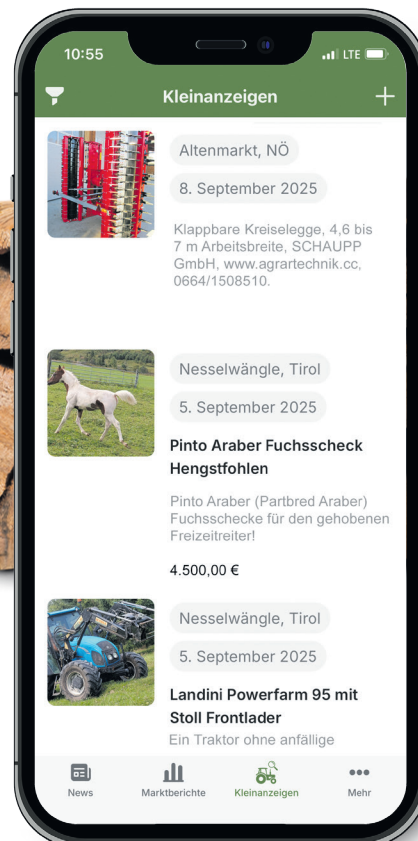 10:55
LTE
Kleinanzeigen
Altenmarkt, NÖ
8. September 2025
Klappbare Kreiselegge, 4,6 bis
7 m Arbeitsbreite, SCHAUPP
GmbH, www.agrartechnik.cc,
0664/1508510.
Nesselwängle, Tirol
5. September 2025
Pinto Araber Fuchsscheck
Hengstfohlen
Pinto Araber (Partbred Araber)
Fuchsschecke für den gehobenen
Freizeitreiter!
4.500,00 €
Nesselwängle, Tirol
5. September 2025
Landini Powerfarm 95 mit
Stoll Frontlader
Ein Traktor ohne anfällige
News
Marktberichte
Kleinanzeigen
Mehr